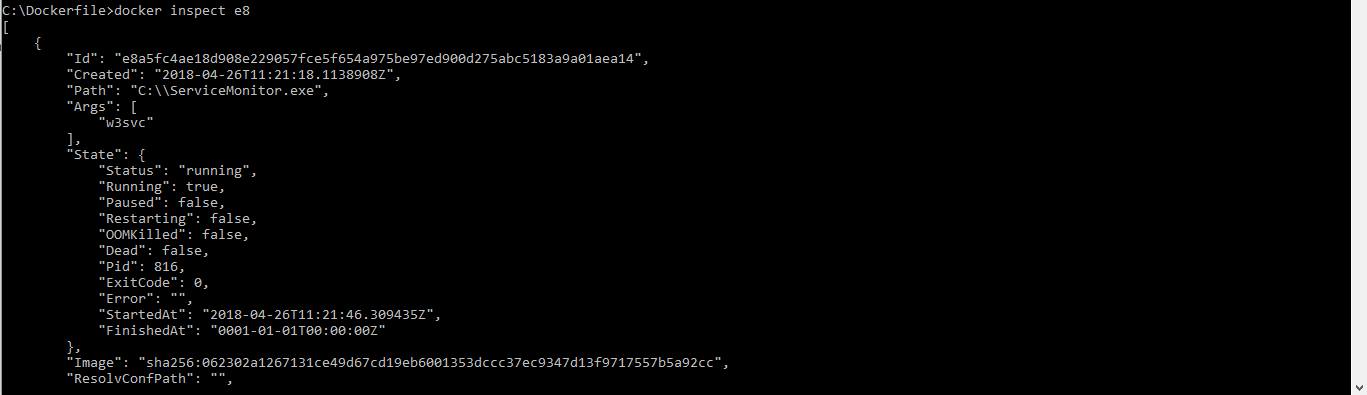 C:\Dockerfile>docker inspect e8
[
    {
        "Id": "e8a5fc4ae18d908e229057fce5f654a975be97ed900d275abc5183a9a01aea14",
        "Created": "2018-04-26T11:21:18.1138908Z",
        "Path": "C:\\ServiceMonitor.exe",
        "Args": [
            "w3svc"
        ],
        "State": {
            "Status": "running",
            "Running": true,
            "Paused": false,
            "Restarting": false,
            "OOMKilled": false,
            "Dead": false,
            "Pid": 816,
            "ExitCode": 0,
            "Error": "",
            "StartedAt": "2018-04-26T11:21:46.309435Z",
            "FinishedAt": "0001-01-01T00:00:00Z"
        },
        "Image": "sha256:062302a1267131ce49d67cd19eb6001353dccc37ec9347d13f9717557b5a92cc",
        "ResolvConfPath": "",